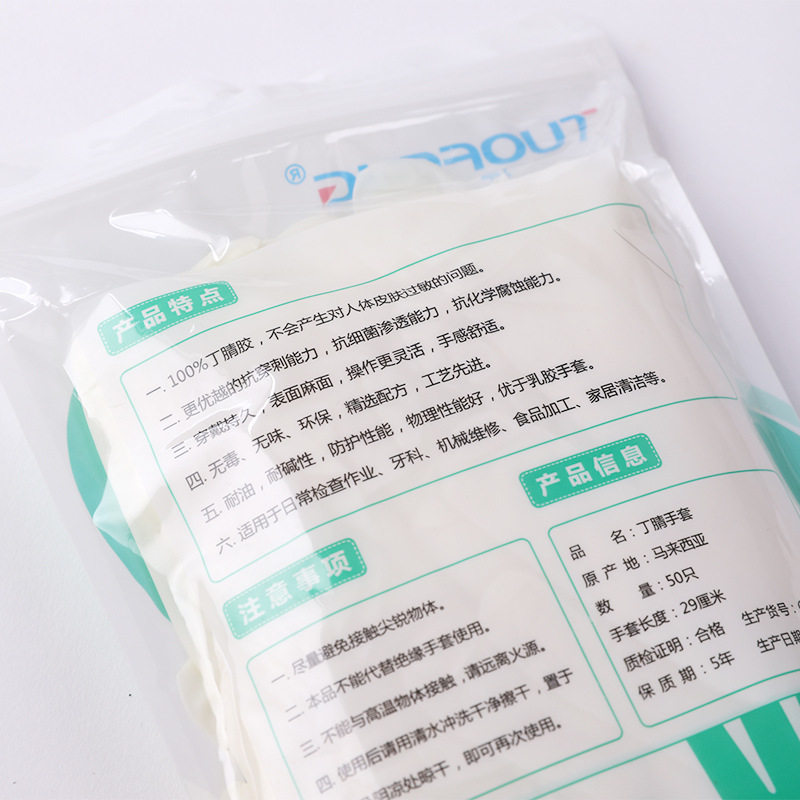 ®
产品特点
一. 100%丁腈胶，不会产生对人体皮肤过敏的问题。
二. 更优越的抗穿刺能力，抗细菌渗透能力，抗化学腐蚀能力。
三. 穿戴持久，表面麻面，操作更灵活，手感舒适。
四. 无毒、无味、环保，精选配方，工艺先进。
五. 耐油，耐碱性，防护性能，物理性能好，优于乳胶手套。
六. 适用于日常检查作业、牙科、机械维修、食品加工、家居清洁等。
注意事项
一. 尽量避免接触尖锐物体。
二. 本品不能代替绝缘手套使用。
三. 不能与高温物体接触，请远离火源。
四. 使用后请用清水冲洗干净擦干，置于
阴凉处晾干，即可再次使用。
产品信息
品 名：丁腈手套
原 产 地：马来西亚
数 量：50只
手套长度：29厘米
质检证明：合格 生产货号：
保 质 期：5年 生产日期